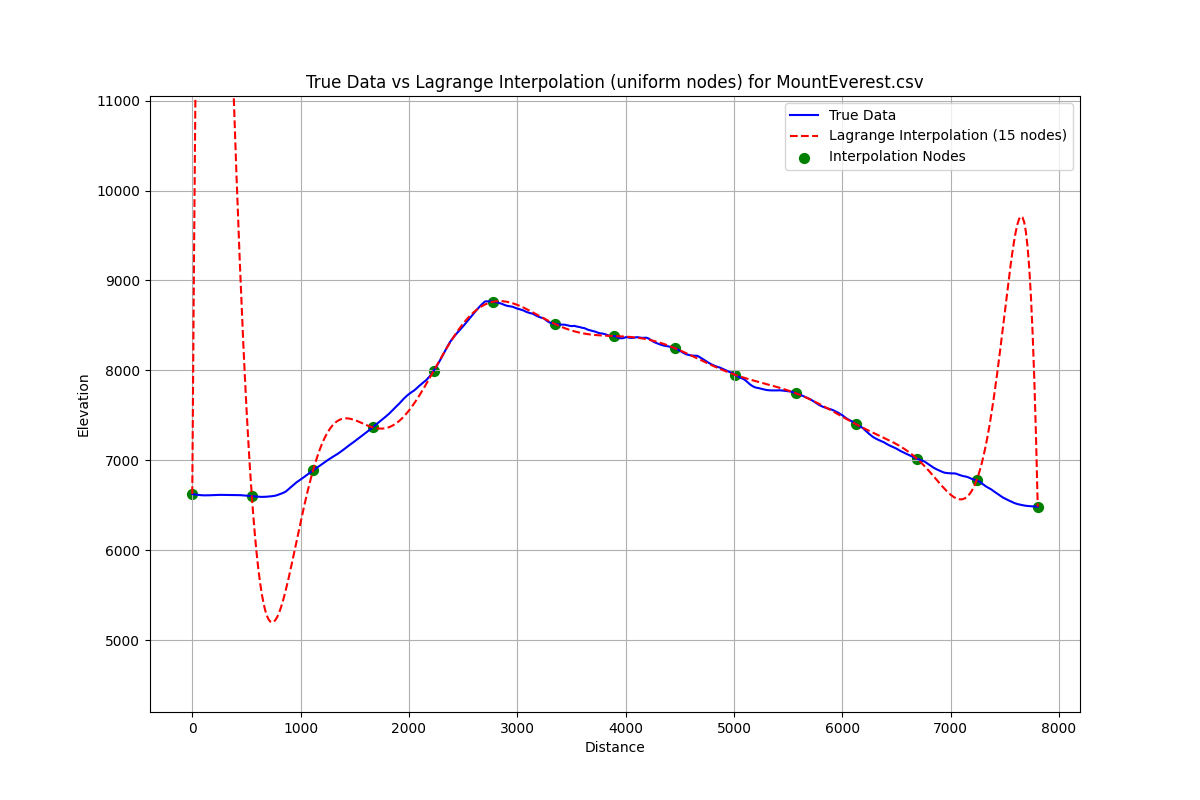 True Data vs Lagrange Interpolation (uniform nodes) for MountEverest.csv
True Data
Lagrange Interpolation (15 nodes)
Interpolation Nodes
11000
10000
9000
8000
7000
6000
5000
Elevation
0 1000 2000 3000 4000 5000 6000 7000 8000
Distance